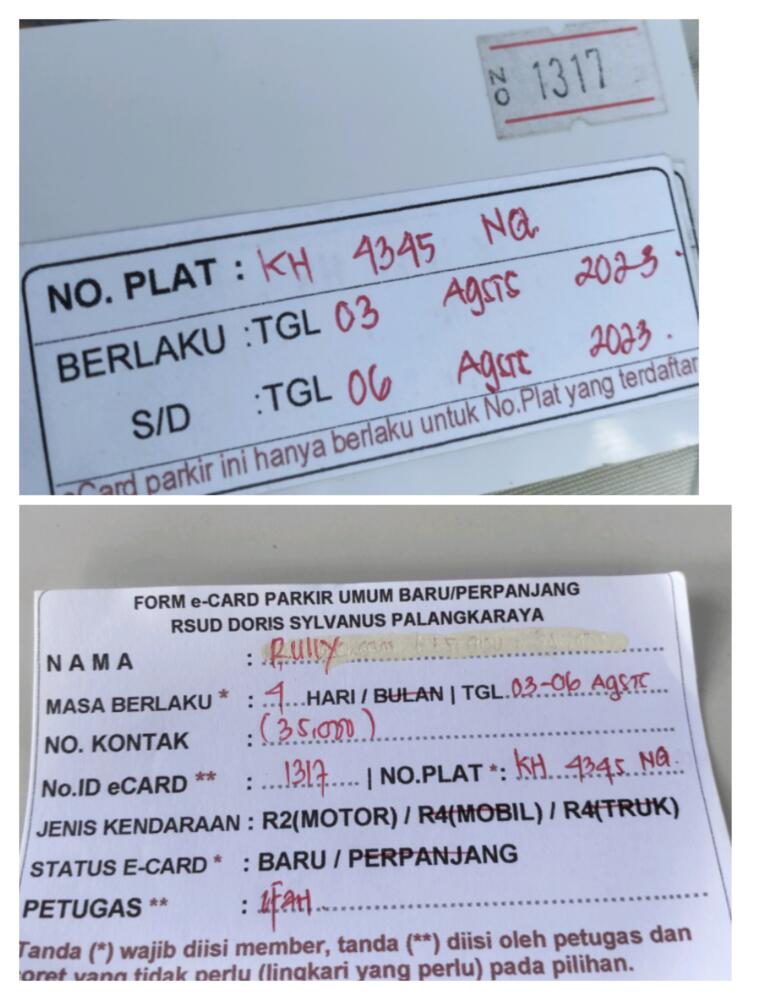 NO 1317
NO. PLAT : KH 4345 NQ
BERLAKU :TGL 03 Agsts 2023.
S/D :TGL 06 Agst 2023.
eCard parkir ini hanya berlaku untuk No.Plat yang terdaftar
FORM e-CARD PARKIR UMUM BARU/PERPANJANG
RSUD DORIS SYLVANUS PALANGKARAYA
NAMA : Rully
MASA BERLAKU * : 4 HARI / BULAN | TGL. 03-06 Agst
NO. KONTAK : (35.000)
No.ID eCARD ** : 1317 | NO.PLAT *: KH 4345 NQ.
JENIS KENDARAAN : R2(MOTOR) / R4(MOBIL) / R4(TRUK)
STATUS E-CARD * : BARU / PERPANJANG
PETUGAS ** :
Tanda (*) wajib diisi member, tanda (**) diisi oleh petugas dan
coret yang tidak perlu (lingkari yang perlu) pada pilihan.